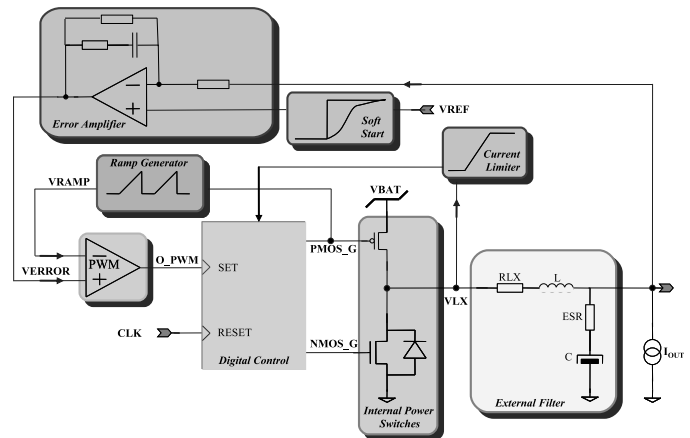 Error Amplifier
Soft
Start
VREF
Ramp Generator
VRAMP
Current
Limiter
VBAT
PWM
O_PWM
VERROR
SET
PMOS_G
VLX
RLX
L
ESR
CLK
RESET
NMOS_G
C
IOUT
Digital Control
Internal Power
Switches
External Filter